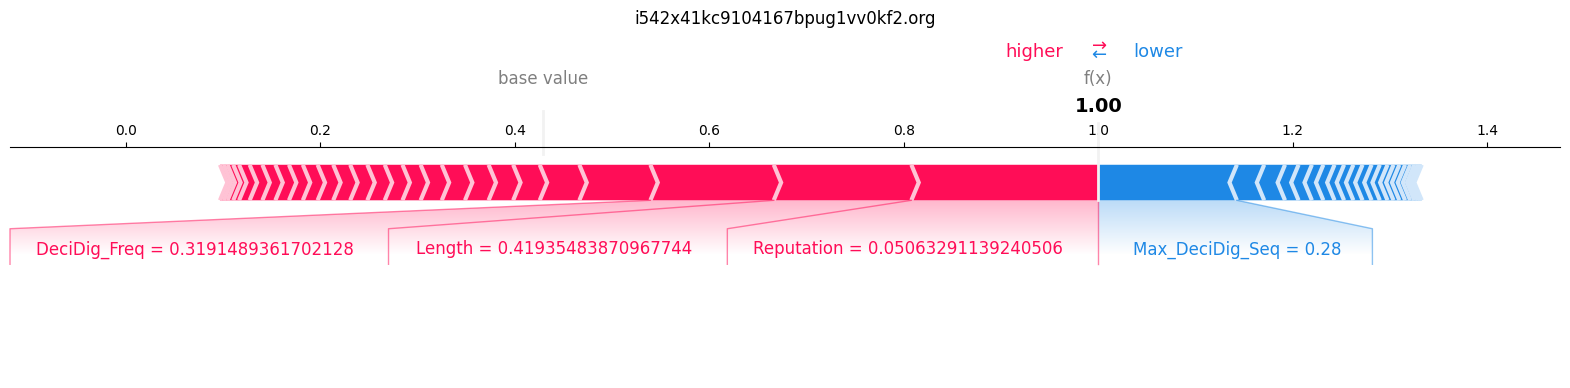 i542x41kc9104167bpug1vv0kf2.org
higher ⇄ lower
base value f(x)
1.00
0.0 0.2 0.4 0.6 0.8 1.0 1.2 1.4
DeciDig_Freq = 0.3191489361702128 Length = 0.41935483870967744 Reputation = 0.05063291139240506 Max_DeciDig_Seq = 0.28